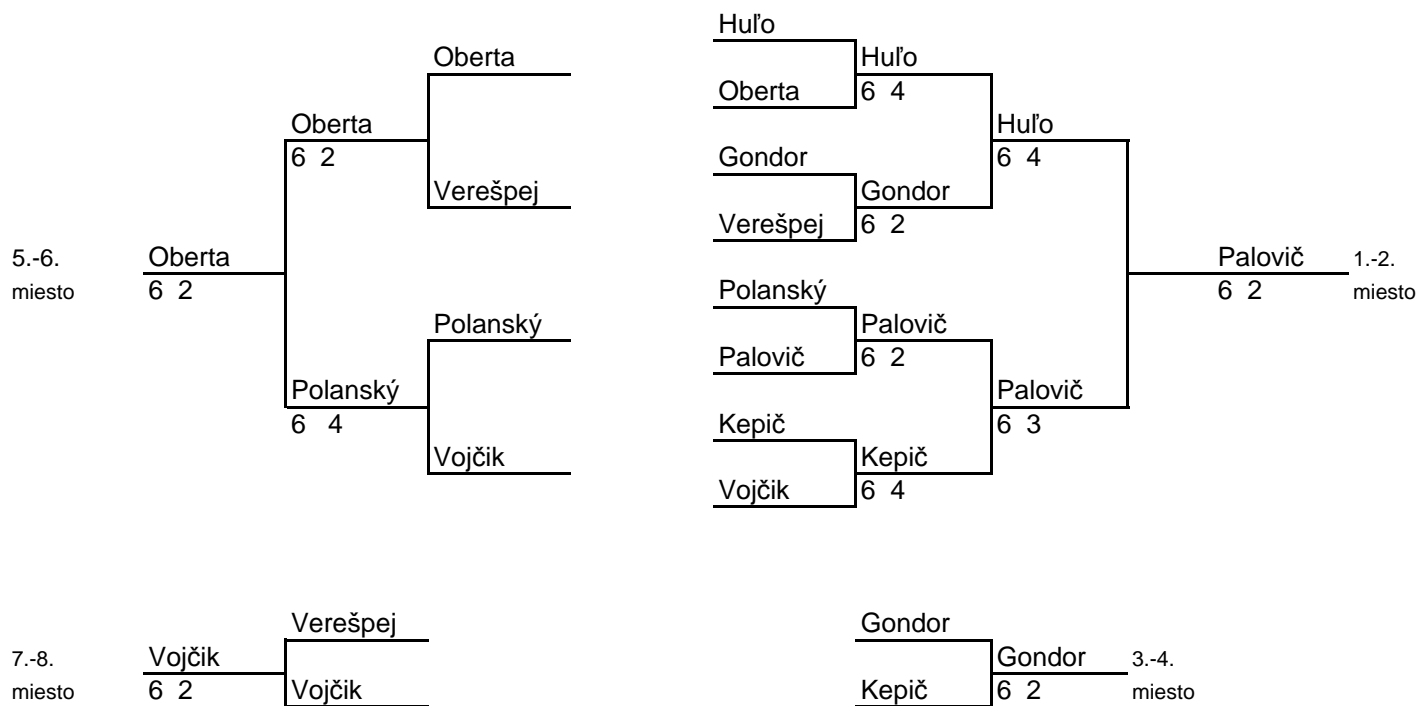 Huľo
Oberta Huľo
Oberta 6 4
Oberta Huľo
6 2 Gondor 6 4
Verešpej Gondor
Verešpej 6 2
5.-6. Oberta Palovič 1.-2.
miesto 6 2 Polanský 6 2 miesto
Polanský Palovič
Palovič 6 2
Polanský Palovič
6 4 Kepič 6 3
Vojčik Kepič
Vojčik 6 4
Verešpej Gondor
7.-8. Vojčik Gondor 3.-4.
miesto 6 2 Vojčik Kepič 6 2 miesto